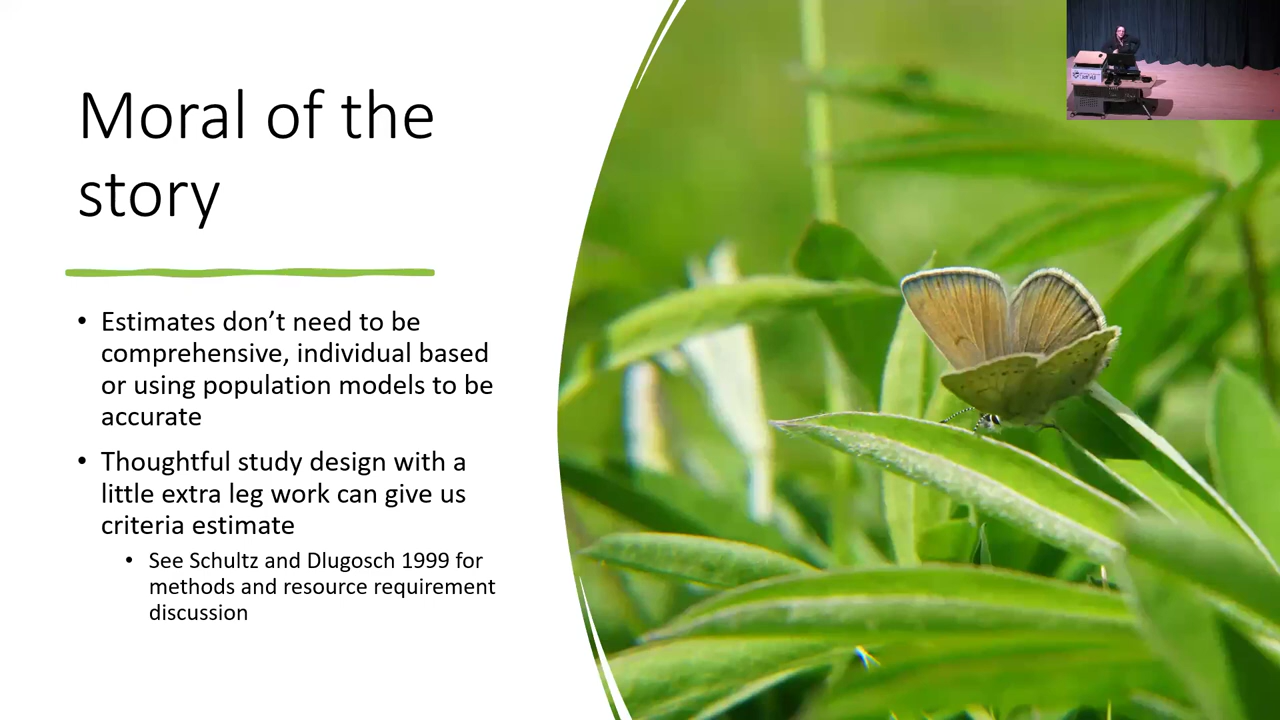 Moral of the
story
• Estimates don’t need to be
comprehensive, individual based
or using population models to be
accurate
• Thoughtful study design with a
little extra leg work can give us
criteria estimate
• See Schultz and Dlugosch 1999 for
methods and resource requirement
discussion